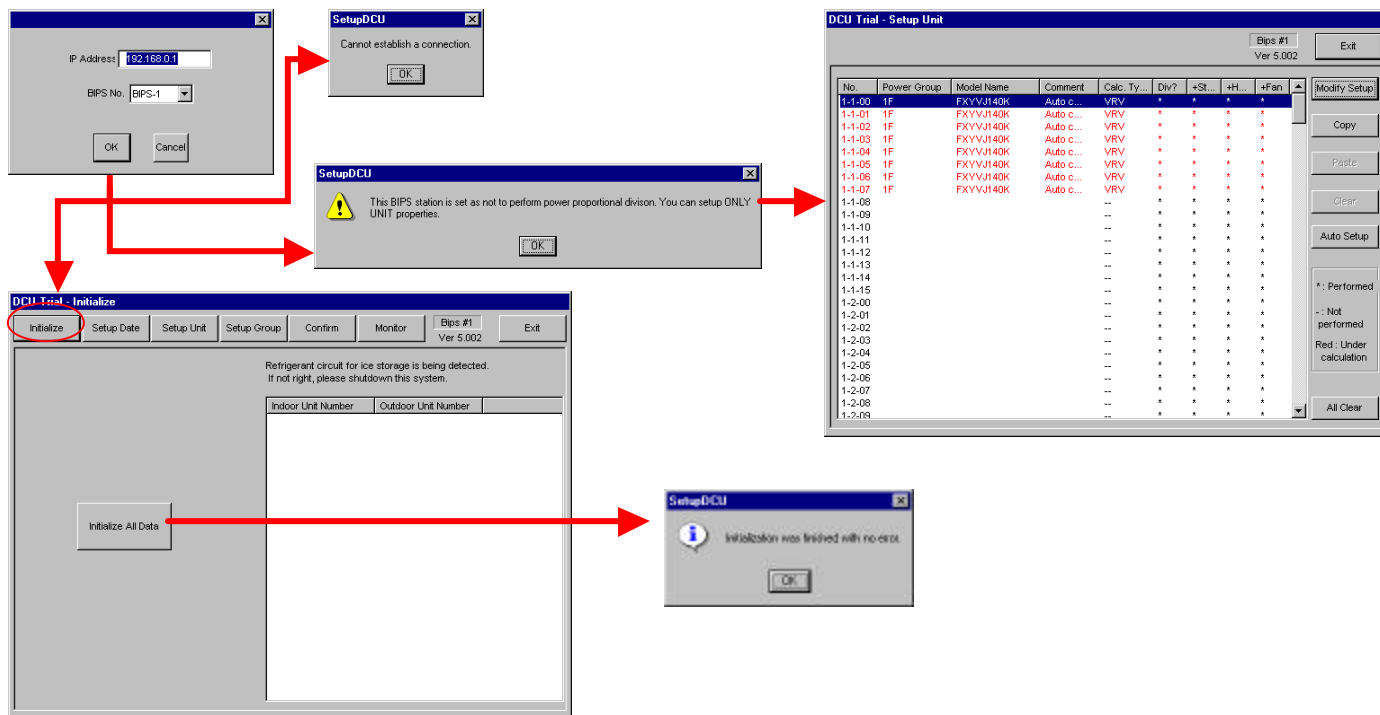 IP Address 192.168.0.1
BIPS No. BIPS-1
OK Cancel
SetupDCU
Cannot establish a connection.
OK
SetupDCU
This BIPS station is set as not to perform power proportional divison. You can setup ONLY
UNIT properties.
OK
DCU Trial - Setup Unit
Bips #1
Ver 5.002
Exit
No. Power Group Model Name Comment Calc. Ty... Div? +St... +H... +Fan
1-1-00 1F FXYVJ140K Auto c... VRV * * * *
1-1-01 1F FXYVJ140K Auto c... VRV * * * *
1-1-02 1F FXYVJ140K Auto c... VRV * * * *
1-1-03 1F FXYVJ140K Auto c... VRV * * * *
1-1-04 1F FXYVJ140K Auto c... VRV * * * *
1-1-05 1F FXYVJ140K Auto c... VRV * * * *
1-1-06 1F FXYVJ140K Auto c... VRV * * * *
1-1-07 1F FXYVJ140K Auto c... VRV * * * *
1-1-08 -- * * * *
1-1-09 -- * * * *
1-1-10 -- * * * *
1-1-11 -- * * * *
1-1-12 -- * * * *
1-1-13 -- * * * *
1-1-14 -- * * * *
1-1-15 -- * * * *
1-2-00 -- * * * *
1-2-01 -- * * * *
1-2-02 -- * * * *
1-2-03 -- * * * *
1-2-04 -- * * * *
1-2-05 -- * * * *
1-2-06 -- * * * *
1-2-07 -- * * * *
1-2-08 -- * * * *
1-2-09 -- * * * *
Modify Setup
Copy
Paste
Clear
Auto Setup
* : Performed
- : Not
performed
Red : Under
calculation
All Clear
DCU Trial - Initialize
Initialize Setup Date Setup Unit Setup Group Confirm Monitor Bips #1 Exit
Ver 5.002
Refrigerant circuit for ice storage is being detected.
If not right, please shutdown this system.
Indoor Unit Number Outdoor Unit Number
Initialize All Data
SetupDCU
Initialization was finished with no error.
OK